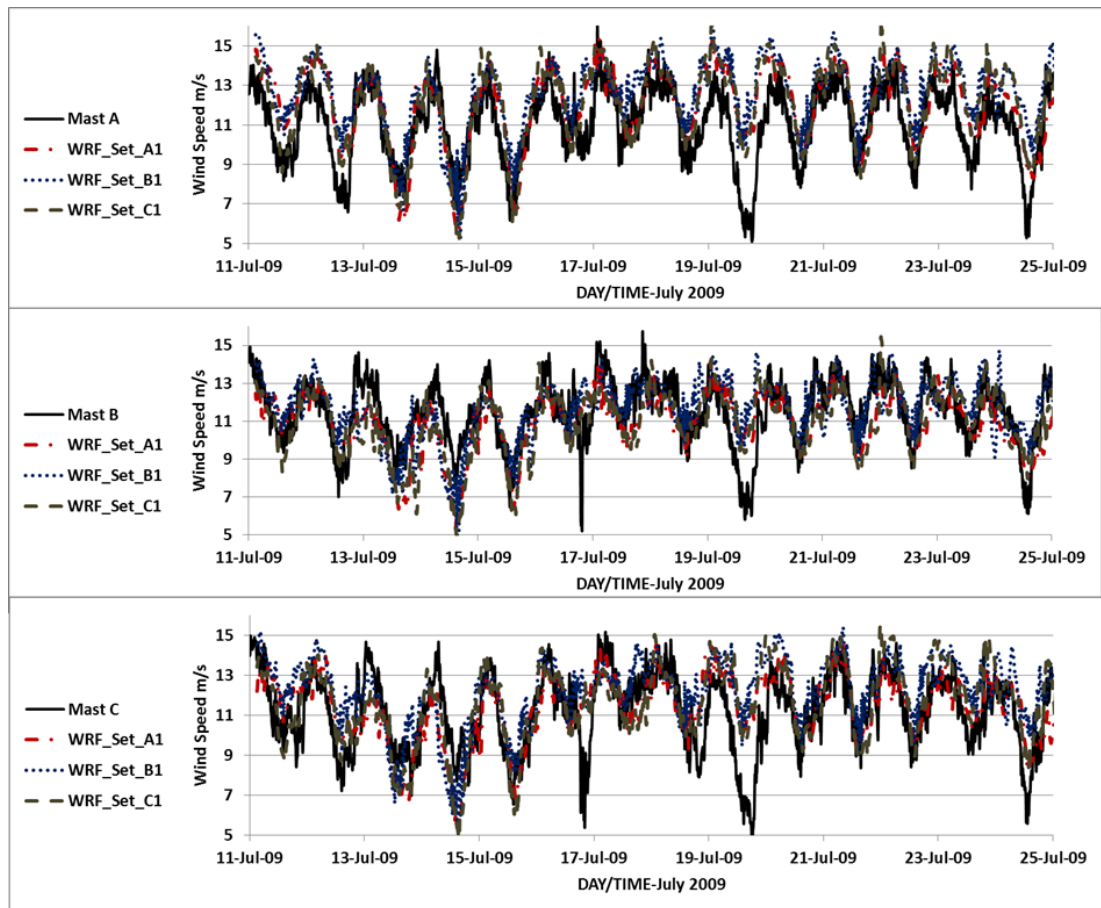 Mast A
WRF_Set_A1
WRF_Set_B1
WRF_Set_C1
Wind Speed m/s
15
13
11
9
7
5
11-Jul-09 13-Jul-09 15-Jul-09 17-Jul-09 19-Jul-09 21-Jul-09 23-Jul-09 25-Jul-09
DAY/TIME-July 2009
Mast B
WRF_Set_A1
WRF_Set_B1
WRF_Set_C1
Wind Speed m/s
15
13
11
9
7
5
11-Jul-09 13-Jul-09 15-Jul-09 17-Jul-09 19-Jul-09 21-Jul-09 23-Jul-09 25-Jul-09
DAY/TIME-July 2009
Mast C
WRF_Set_A1
WRF_Set_B1
WRF_Set_C1
Wind Speed m/s
15
13
11
9
7
5
11-Jul-09 13-Jul-09 15-Jul-09 17-Jul-09 19-Jul-09 21-Jul-09 23-Jul-09 25-Jul-09
DAY/TIME-July 2009